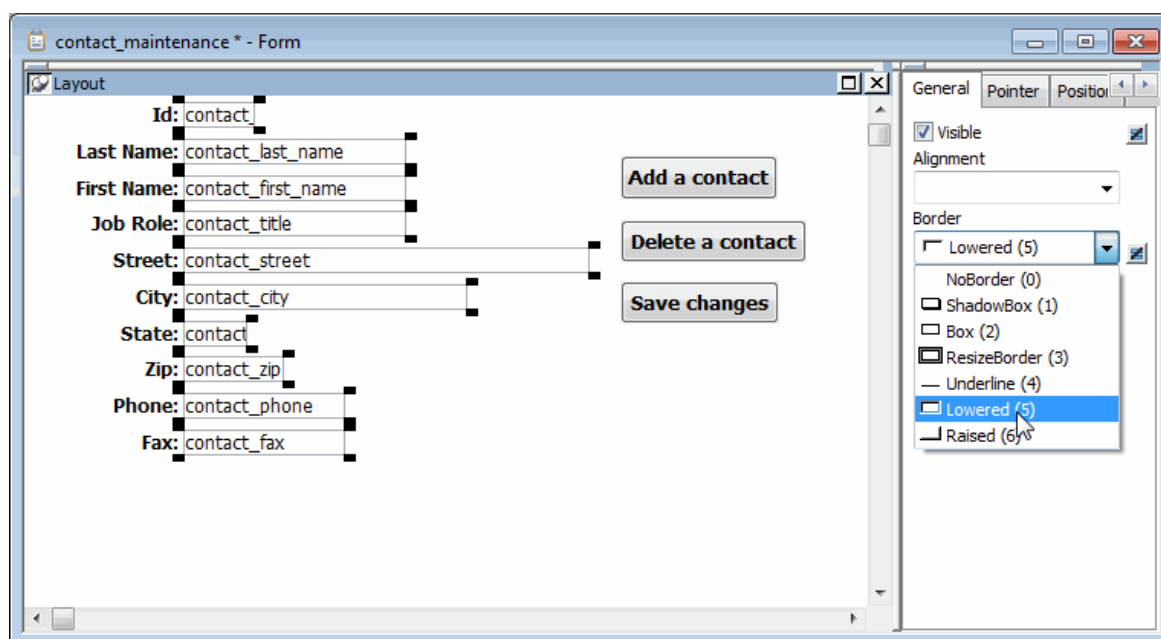 contact_maintenance * - Form
Layout
Id: contact_
Last Name: contact_last_name
First Name: contact_first_name
Job Role: contact_title
Street: contact_street
City: contact_city
State: contact
Zip: contact_zip
Phone: contact_phone
Fax: contact_fax
Add a contact
Delete a contact
Save changes
General Pointer Position
Visible
Alignment
Border
Lowered (5)
NoBorder (0)
ShadowBox (1)
Box (2)
ResizeBorder (3)
Underline (4)
Lowered (5)
Raised (6)